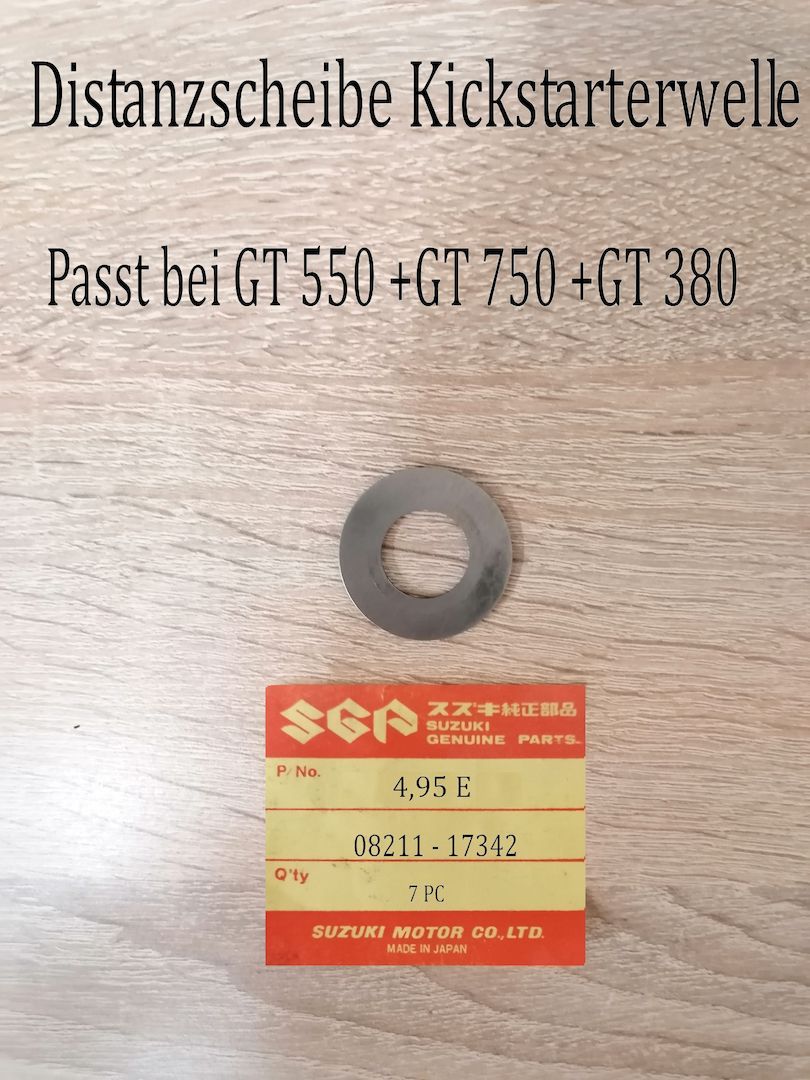 Distanzscheibe Kickstarterwelle
Passt bei GT 550 +GT 750 +GT 380
SGP
スズキ純正部品
SUZUKI
GENUINE PARTS
P/No.
4,95 E
08211 - 17342
Q'ty
7 PC
SUZUKI MOTOR CO.,LTD.
MADE IN JAPAN